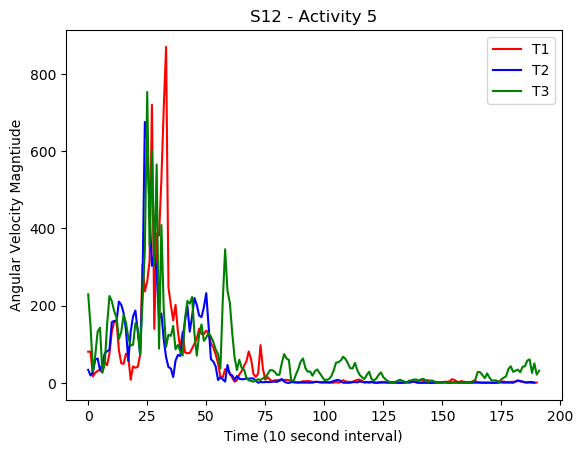 S12 - Activity 5
T1
T2
T3
Angular Velocity Magntiude
800
600
400
200
0
0 25 50 75 100 125 150 175 200
Time (10 second interval)